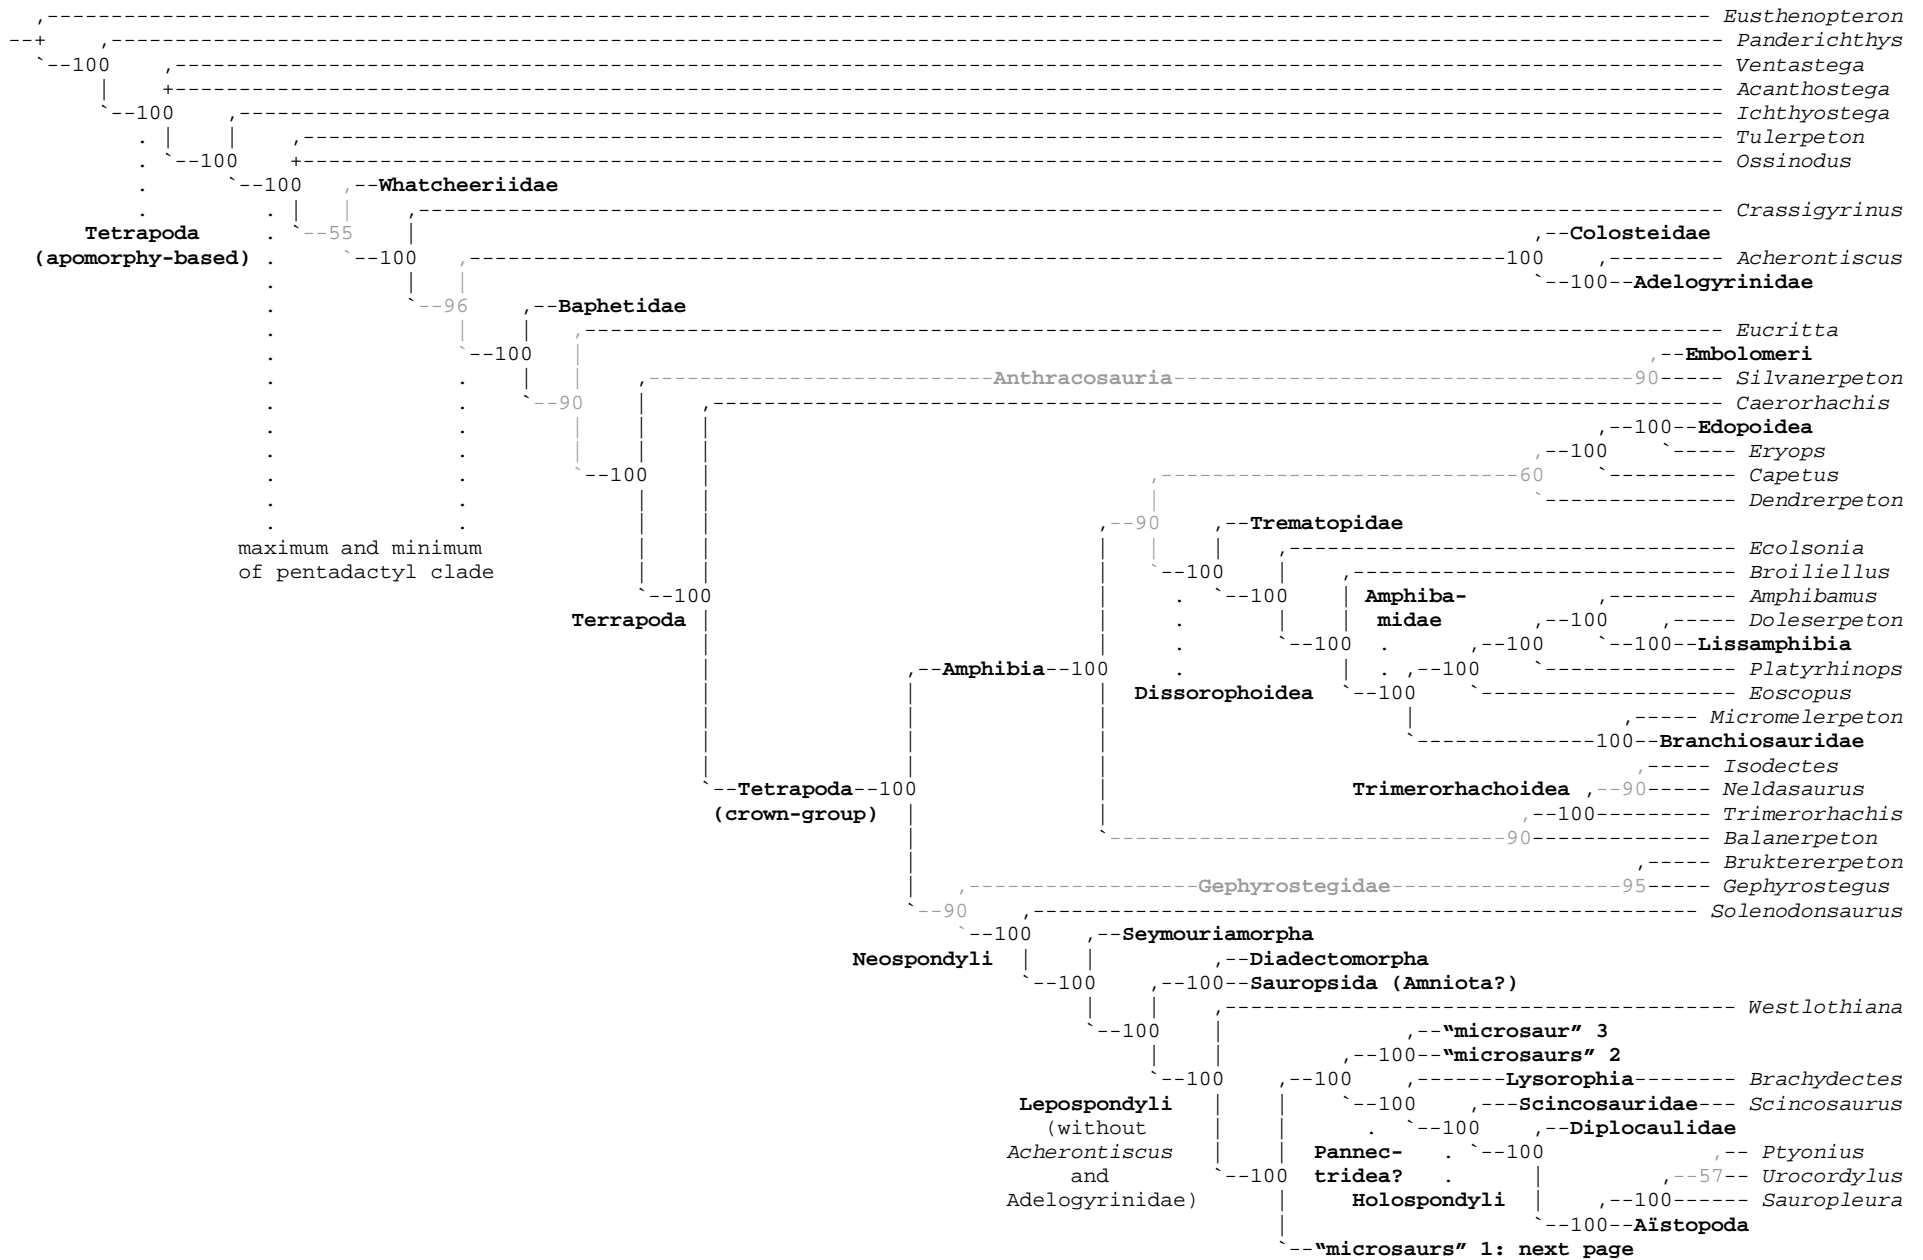 Eusthenopteron
Panderichthys
100
Ventastega
Acanthostega
100
Ichthyostega
Tulerpeton
100
Ossinodus
100
Whatcheeriidae
Crassigyrinus
Tetrapoda
55
Colosteidae
(apomorphy-based)
100
100
Acherontiscus
100
Adelogyrinidae
96
Baphetidae
Eucritta
100
Embolomeri
Anthracosauria
90
Silvanerpeton
90
Caerorhachis
100
Edopoidea
100
Eryops
100
60
Capetus
Dendrerpeton
90
Trematopidae
maximum and minimum
Ecolsonia
of pentadactyl clade
100
Broiliellus
100
100
Amphiba-
Amphibamus
Terrapoda
midae
100
Doleserpeton
100
100
100
Lissamphibia
Amphibia
100
100
Platyrhinops
Dissorophoidea
100
Eoscopus
Micromelerpeton
100
Branchiosauridae
Isodectes
Tetrapoda
100
Trimerorhachoidea
90
Neldasaurus
(crown-group)
100
Trimerorhachis
90
Balanerpeton
Bruktererpeton
Gephyrostegidae
95
Gephyrostegus
90
Solenodonsaurus
100
Seymouriamorpha
Neospondyli
Diadectomorpha
100
100
Sauropsida (Amniota?)
Westlothiana
100
“microsaur” 3
100
“microsaurs” 2
100
100
Lysorophia
Brachydectes
Lepospondyli
100
Scincosauridae
Scincosaurus
(without
100
Diplocaulidae
Acherontiscus
Pannec-
100
Ptyonius
and
100
tridea?
57
Urocordylus
Adelogyrinidae)
Holospondyli
100
Sauropleura
100
Aïstopoda
“microsaurs” 1: next page